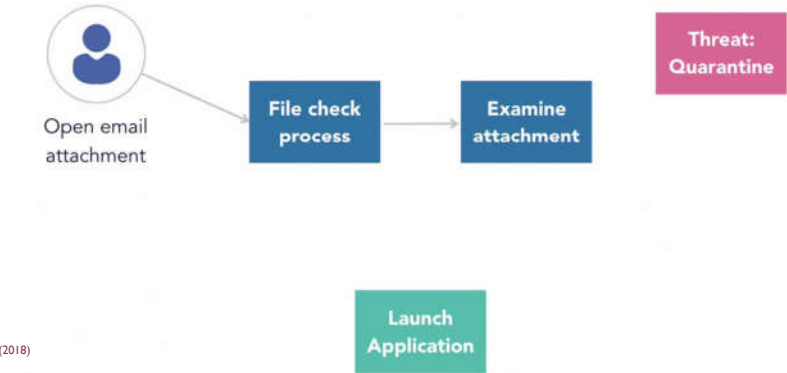 Threat:
Quarantine
File check
process
Examine
attachment
Open email
attachment
Launch
Application
(2018)